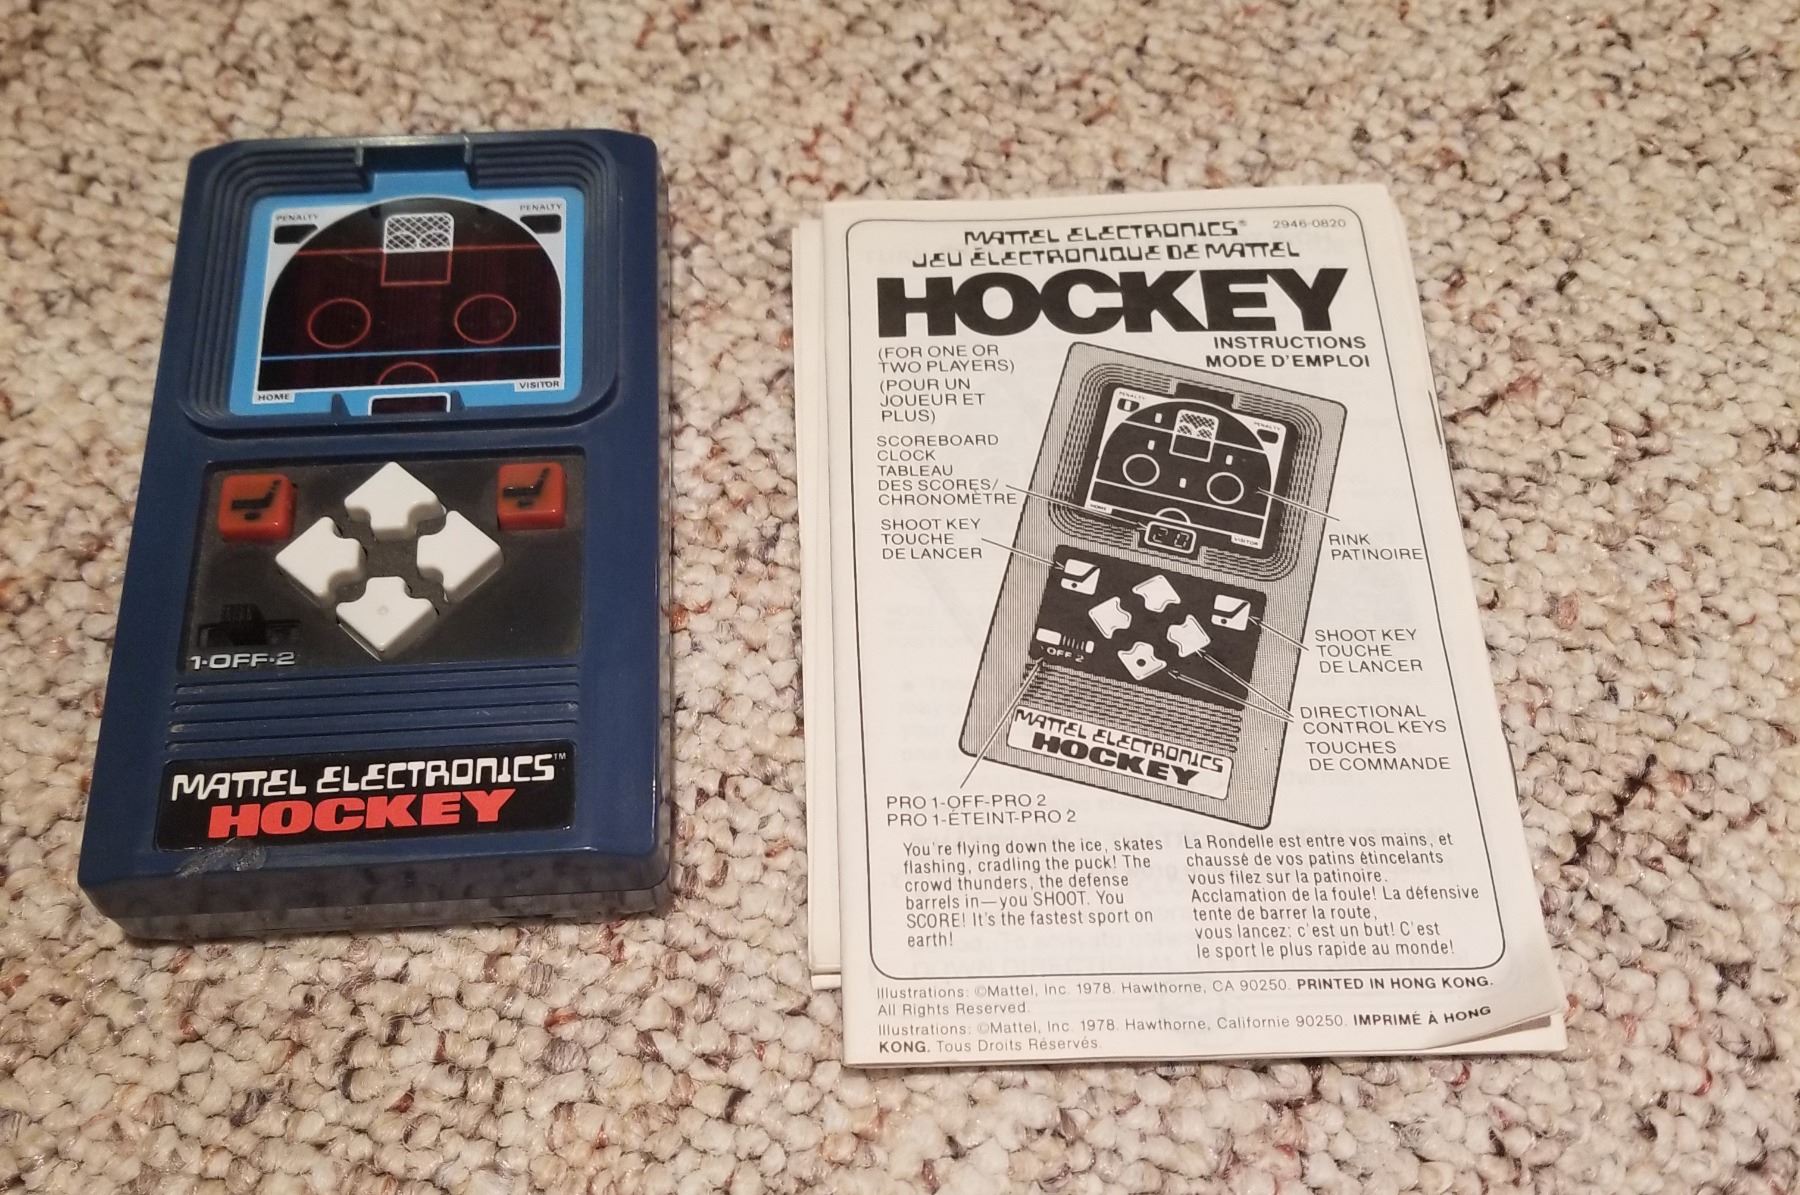 PENALTY
PENALTY
HOME
VISITOR
1·OFF·2
MATTEL ELECTRONICS™
HOCKEY
MATTEL ELECTRONICS® 2946-0820
JEU ÉLECTRONIQUE DE MATTEL
HOCKEY
INSTRUCTIONS
MODE D'EMPLOI
(FOR ONE OR
TWO PLAYERS)
(POUR UN
JOUEUR ET
PLUS)
SCOREBOARD
CLOCK
TABLEAU
DES SCORES/
CHRONOMÈTRE
SHOOT KEY
TOUCHE
DE LANCER
PENALTY
PENALTY
HOME
VISITOR
RINK
PATINOIRE
SHOOT KEY
TOUCHE
DE LANCER
OFF 2
DIRECTIONAL
CONTROL KEYS
TOUCHES
DE COMMANDE
MATTEL ELECTRONICS
HOCKEY
PRO 1-OFF-PRO 2
PRO 1-ÉTEINT-PRO 2
You're flying down the ice, skates
flashing, cradling the puck! The
crowd thunders, the defense
barrels in—you SHOOT. You
SCORE! It's the fastest sport on
earth!
La Rondelle est entre vos mains, et
chaussé de vos patins étincelants
vous filez sur la patinoire.
Acclamation de la foule! La défensive
tente de barrer la route,
vous lancez: c'est un but! C'est
le sport le plus rapide au monde!
Illustrations: ©Mattel, Inc. 1978. Hawthorne, CA 90250. PRINTED IN HONG KONG.
All Rights Reserved.
Illustrations: ©Mattel, Inc. 1978. Hawthorne, Californie 90250. IMPRIMÉ À HONG
KONG. Tous Droits Réservés.